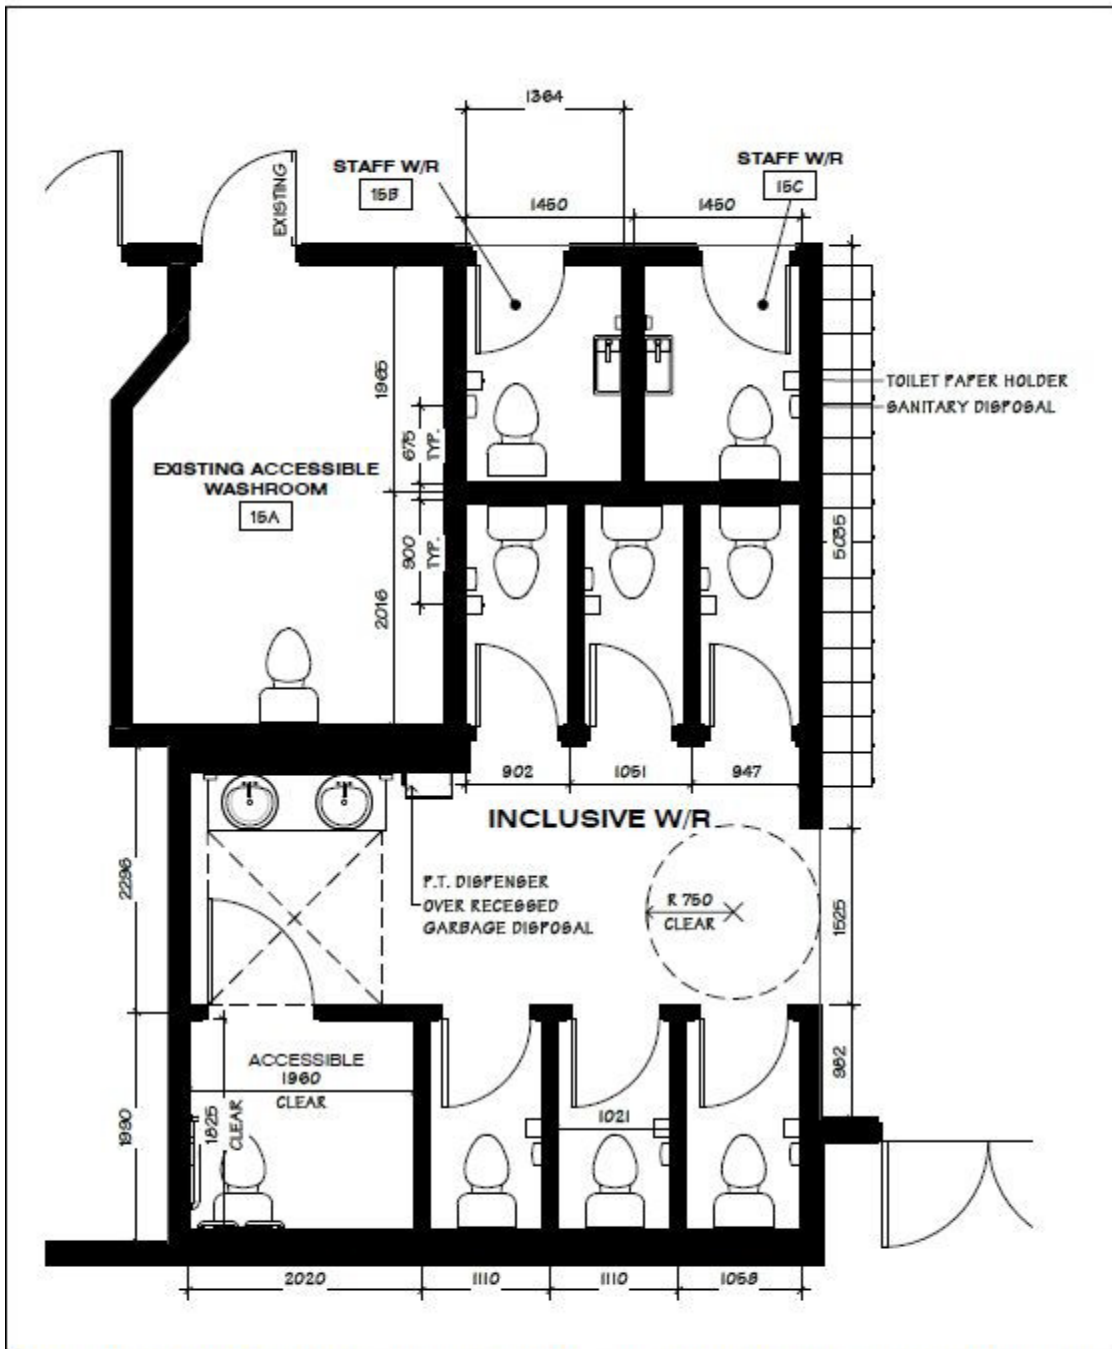 1364
STAFF W/R
15B
STAFF W/R
15C
EXISTING
1450
1450
1965
TOILET PAPER HOLDER
SANITARY DISPOSAL
675
TYP.
EXISTING ACCESSIBLE
WASHROOM
15A
5035
900
TYP.
2016
902
1051
947
INCLUSIVE W/R
2296
P.T. DISPENSER
OVER RECESSED
GARBAGE DISPOSAL
R 750
CLEAR
1525
982
ACCESSIBLE
1960
CLEAR
1825
CLEAR
1990
1021
2020
1110
1110
1058